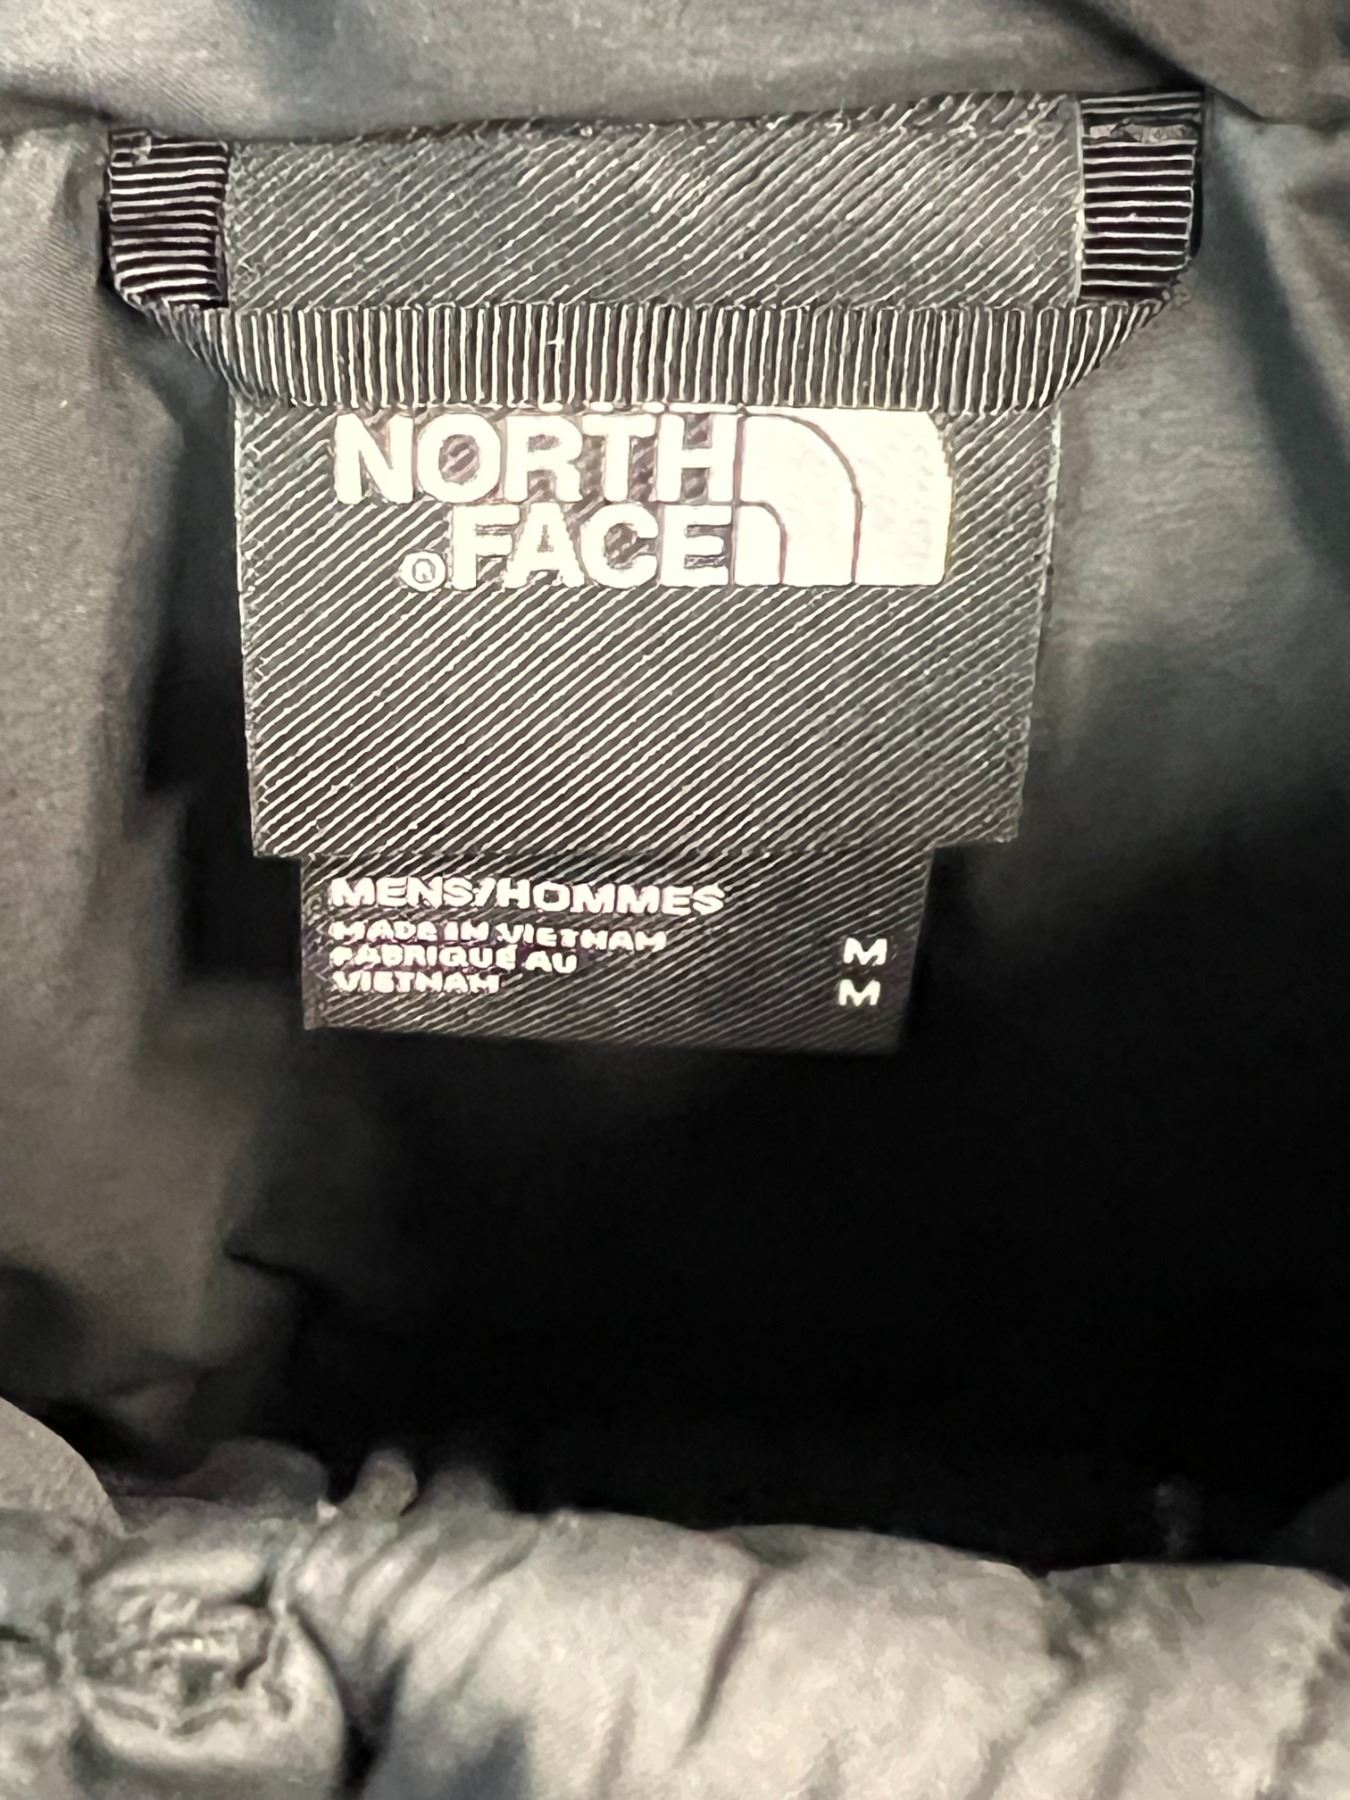 NORTH
®FACE
MENS/HOMMES
MADE IN VIETNAM
FABRIQUÉ AU
VIETNAM
M
M